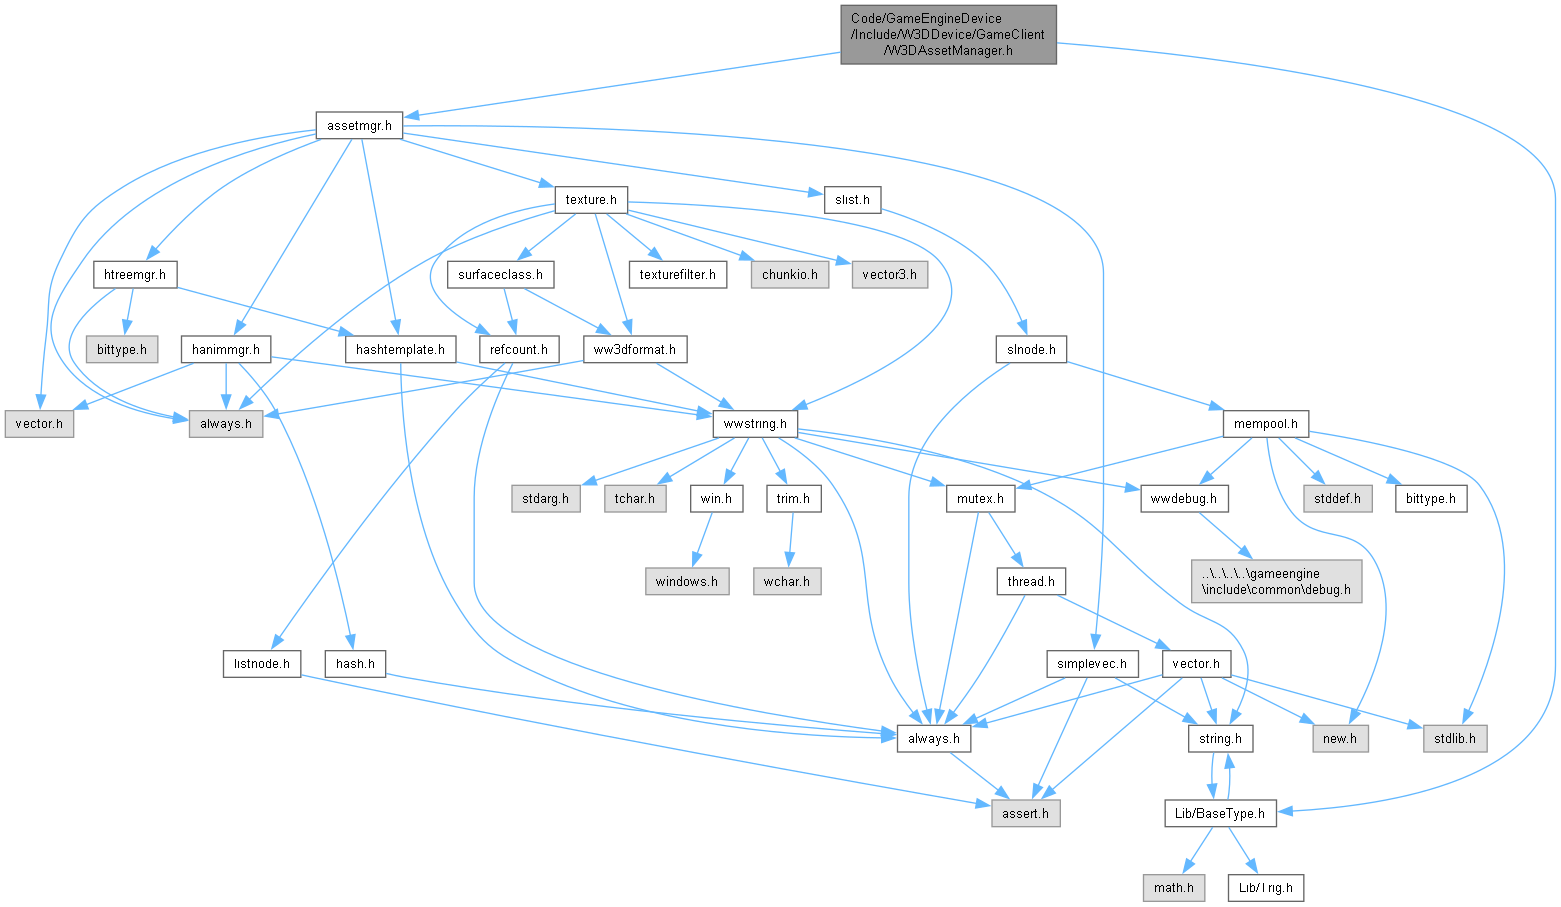 Code/GameEngineDevice
/Include/W3DDevice/GameClient
/W3DAssetManager.h
assetmgr.h
texture.h
slist.h
htreemgr.h
surfaceclass.h
texturefilter.h
chunkio.h
vector3.h
bittype.h
hanimmgr.h
hashtemplate.h
refcount.h
ww3dformat.h
slnode.h
vector.h
always.h
wwstring.h
mempool.h
stdarg.h
tchar.h
win.h
trim.h
mutex.h
wwdebug.h
stddef.h
bittype.h
windows.h
wchar.h
thread.h
..\..\..\..\gameengine
\include\common\debug.h
listnode.h
hash.h
simplevec.h
vector.h
always.h
string.h
new.h
stdlib.h
assert.h
Lib/BaseType.h
math.h
Lib/Trig.h